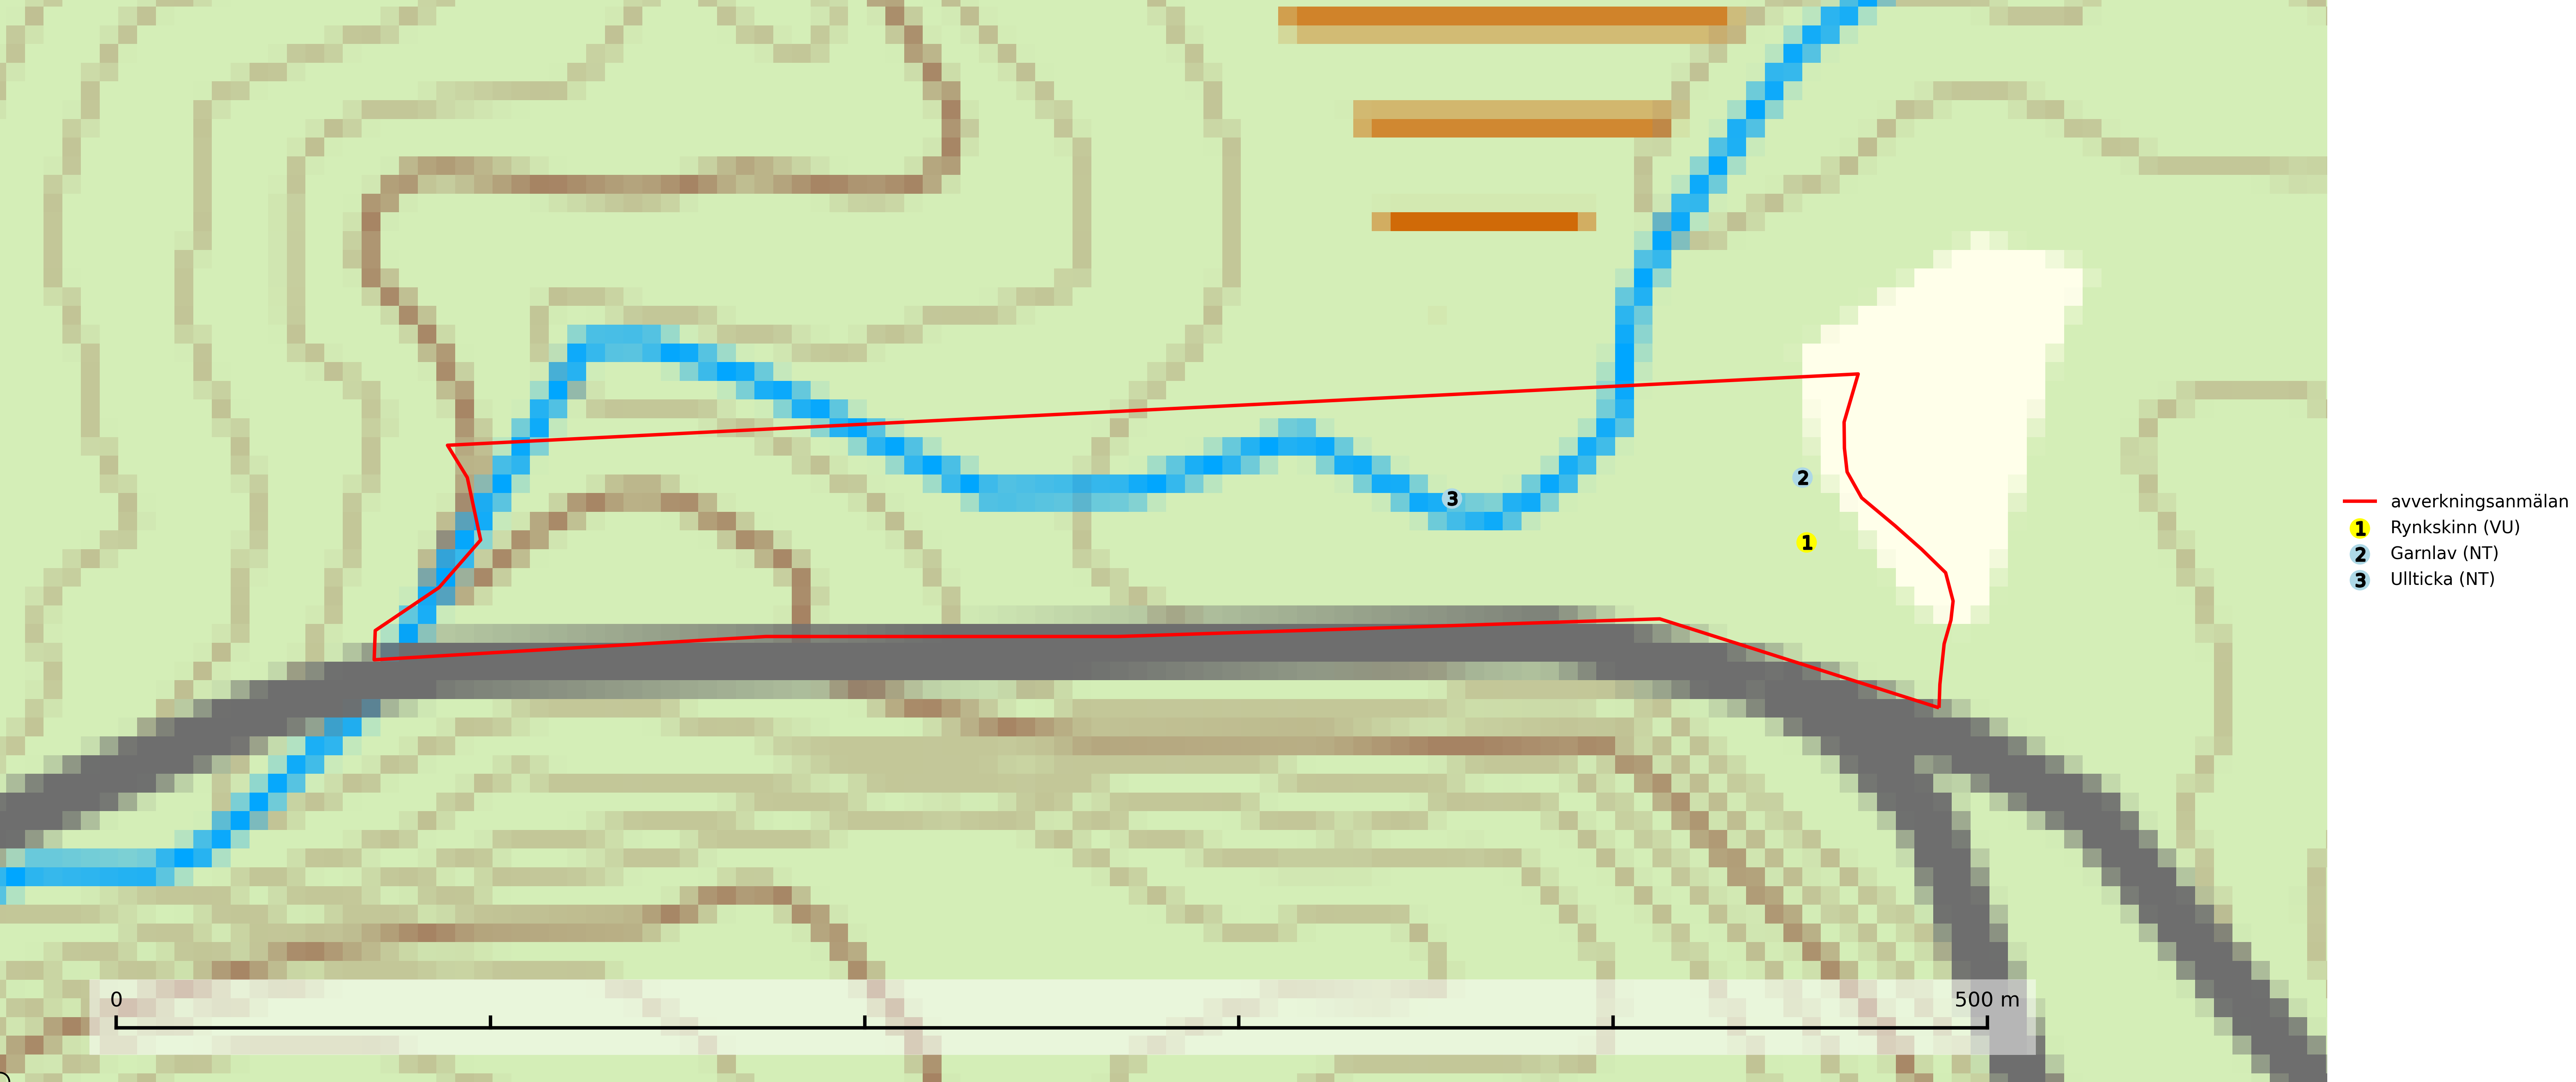 2
3
1
avverkningsanmälan
1 Rynkskinn (VU)
2 Garnlav (NT)
3 Ullticka (NT)
0 500 m